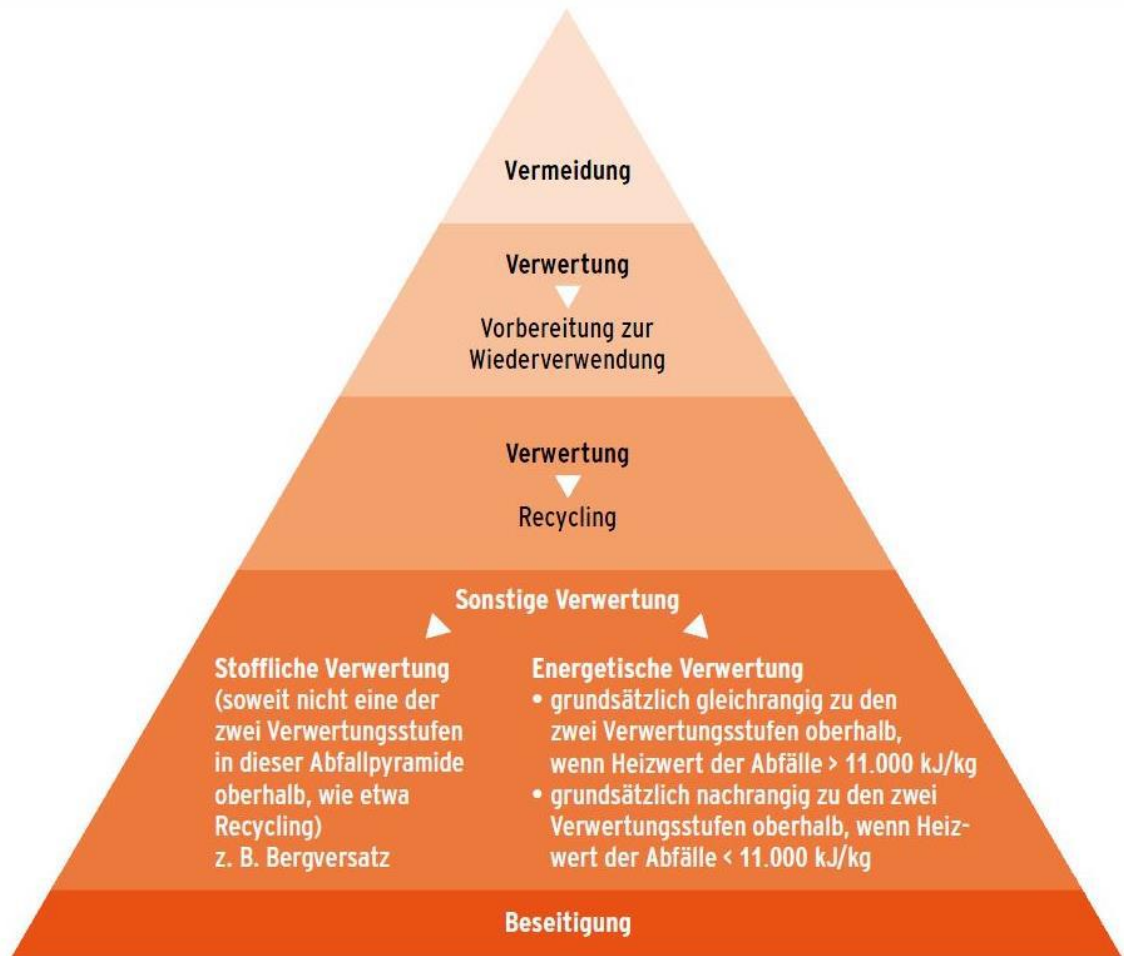 Vermeidung
Verwertung
Vorbereitung zur
Wiederverwendung
Verwertung
Recycling
Sonstige Verwertung
Stoffliche Verwertung
(soweit nicht eine der
zwei Verwertungsstufen
in dieser Abfallpyramide
oberhalb, wie etwa
Recycling)
z. B. Bergversatz
Energetische Verwertung
• grundsätzlich gleichrangig zu den
zwei Verwertungsstufen oberhalb,
wenn Heizwert der Abfälle > 11.000 kJ/kg
• grundsätzlich nachrangig zu den zwei
Verwertungsstufen oberhalb, wenn Heiz-
wert der Abfälle < 11.000 kJ/kg
Beseitigung